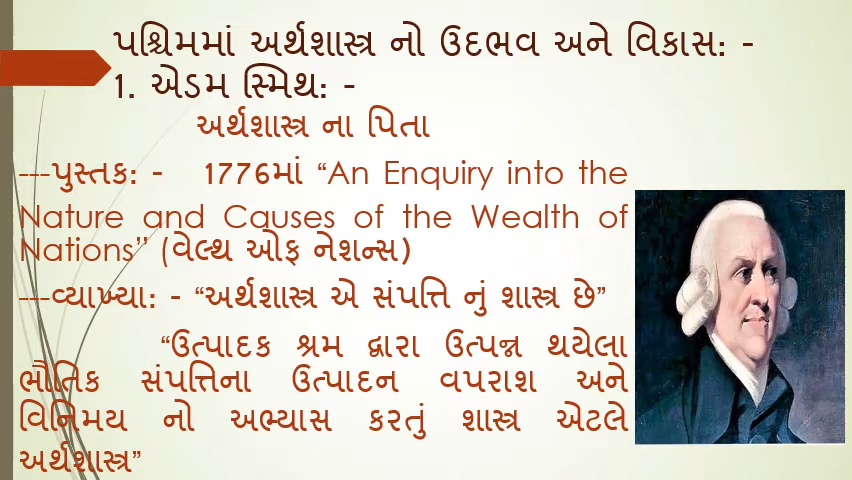 પશ્ચિમમાં અર્થશાસ્ત્ર નો ઉદભવ અને વિકાસ: -
1. એડમ સ્મિથ: -
અર્થશાસ્ત્ર ના પિતા
---પુસ્તક: - 1776માં “An Enquiry into the
Nature and Causes of the Wealth of
Nations” (વેલ્થ ઓફ નેશન્સ)
---વ્યાખ્યા: - “અર્થશાસ્ત્ર એ સંપત્તિ નું શાસ્ત્ર છે”
“ઉત્પાદક શ્રમ દ્વારા ઉત્પન્ન થયેલા
ભૌતિક સંપત્તિના ઉત્પાદન વપરાશ અને
વિનિમય નો અભ્યાસ કરતું શાસ્ત્ર એટલે
અર્થશાસ્ત્ર”